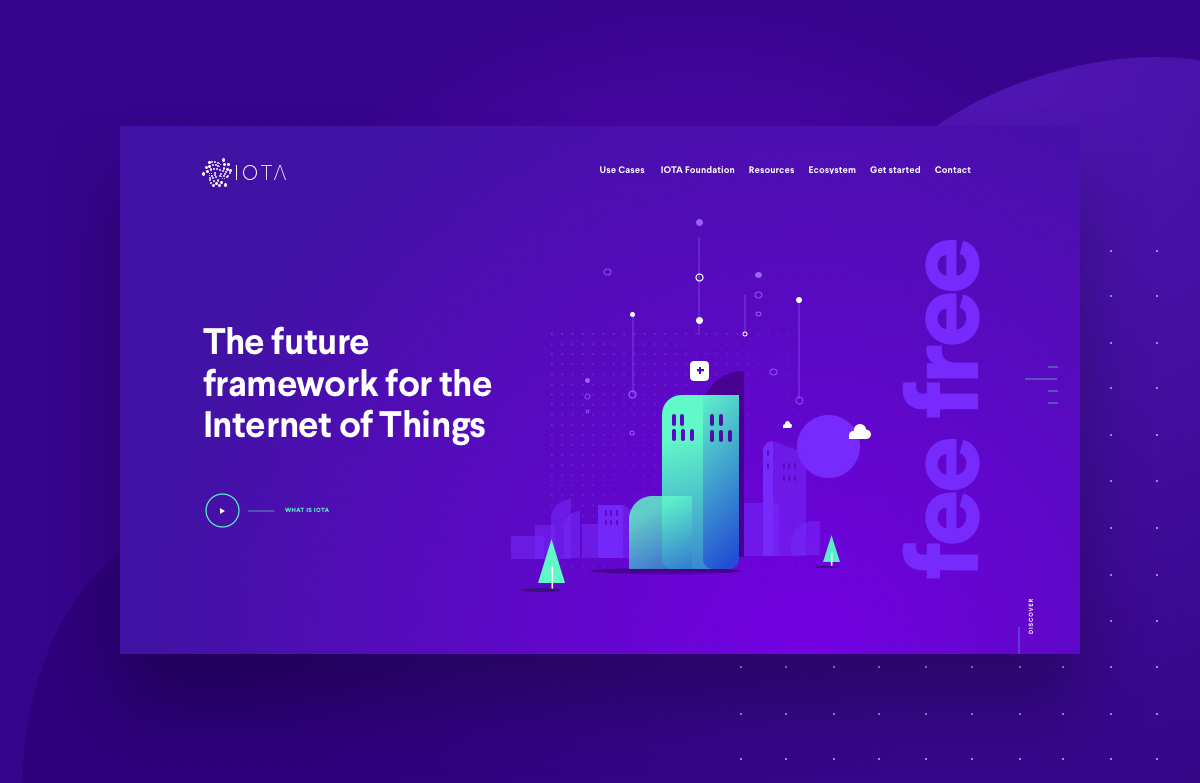 IOTA
Use Cases IOTA Foundation Resources Ecosystem Get started Contact
The future
framework for the
Internet of Things
WHAT IS IOTA
fee free
DISCOVER